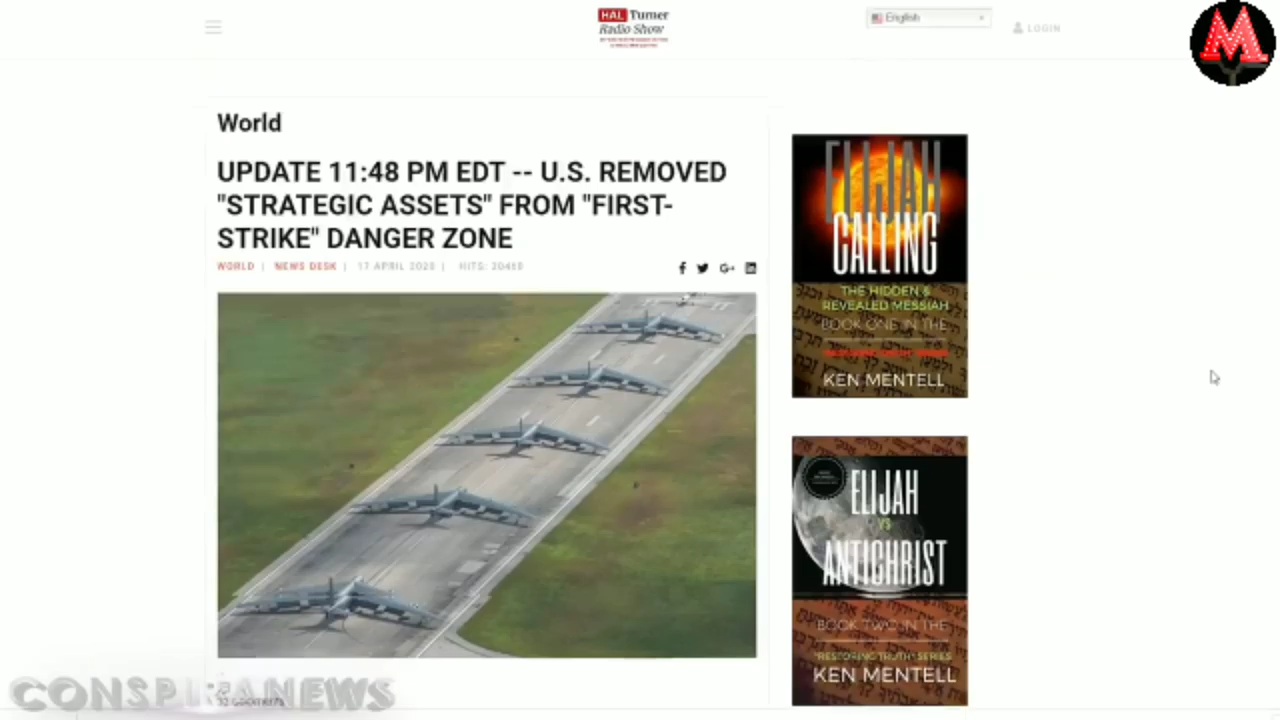 HAL Turner
Radio Show
English
LOGIN
M
World
UPDATE 11:48 PM EDT -- U.S. REMOVED
"STRATEGIC ASSETS" FROM "FIRST-
STRIKE" DANGER ZONE
WORLD | NEWS DESK | 17 APRIL 2020 | HITS: 20460
ELIJAH
CALLING
THE HIDDEN &
REVEALED MESSIAH
BOOK ONE IN THE
KEN MENTELL
ELIJAH
VS
ANTICHRIST
BOOK TWO IN THE
"RESTORING TRUTH" SERIES
KEN MENTELL
CONSPIRANEWS